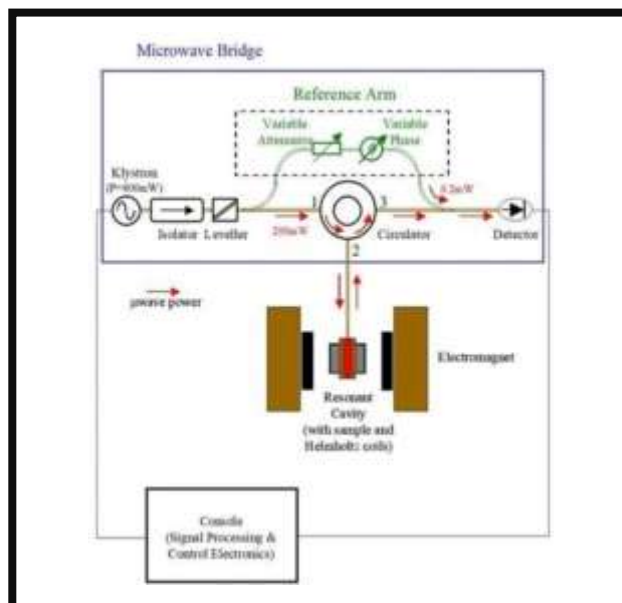 Microwave Bridge
Reference Arm
Variable
Attenuator
Variable
Phase
Klystron
Isolator
Leveller
1
3
2
Circulator
Detector
μwave power
Electromagnet
Resonant
Cavity
(with sample and
Helmholtz coils)
Console
(Signal Processing &
Control Electronics)